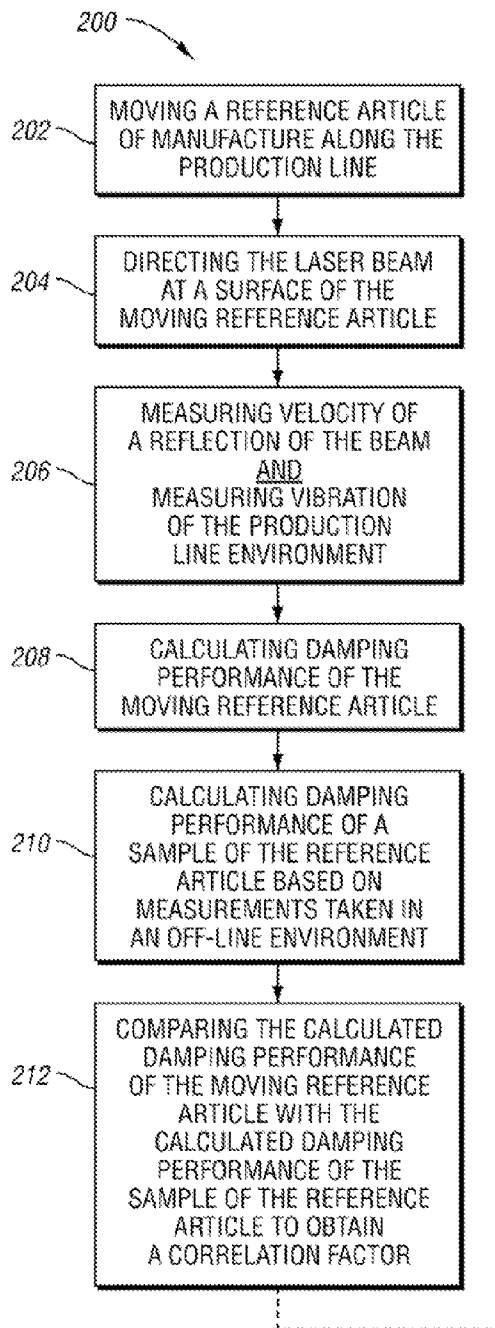 200
202
MOVING A REFERENCE ARTICLE
OF MANUFACTURE ALONG THE
PRODUCTION LINE
204
DIRECTING THE LASER BEAM
AT A SURFACE OF THE
MOVING REFERENCE ARTICLE
206
MEASURING VELOCITY OF
A REFLECTION OF THE BEAM
AND
MEASURING VIBRATION
OF THE PRODUCTION
LINE ENVIRONMENT
208
CALCULATING DAMPING
PERFORMANCE OF THE
MOVING REFERENCE ARTICLE
210
CALCULATING DAMPING
PERFORMANCE OF A
SAMPLE OF THE REFERENCE
ARTICLE BASED ON
MEASUREMENTS TAKEN IN
AN OFF-LINE ENVIRONMENT
212
COMPARING THE CALCULATED
DAMPING PERFORMANCE
OF THE MOVING REFERENCE
ARTICLE WITH THE
CALCULATED DAMPING
PERFORMANCE OF THE
SAMPLE OF THE REFERENCE
ARTICLE TO OBTAIN
A CORRELATION FACTOR